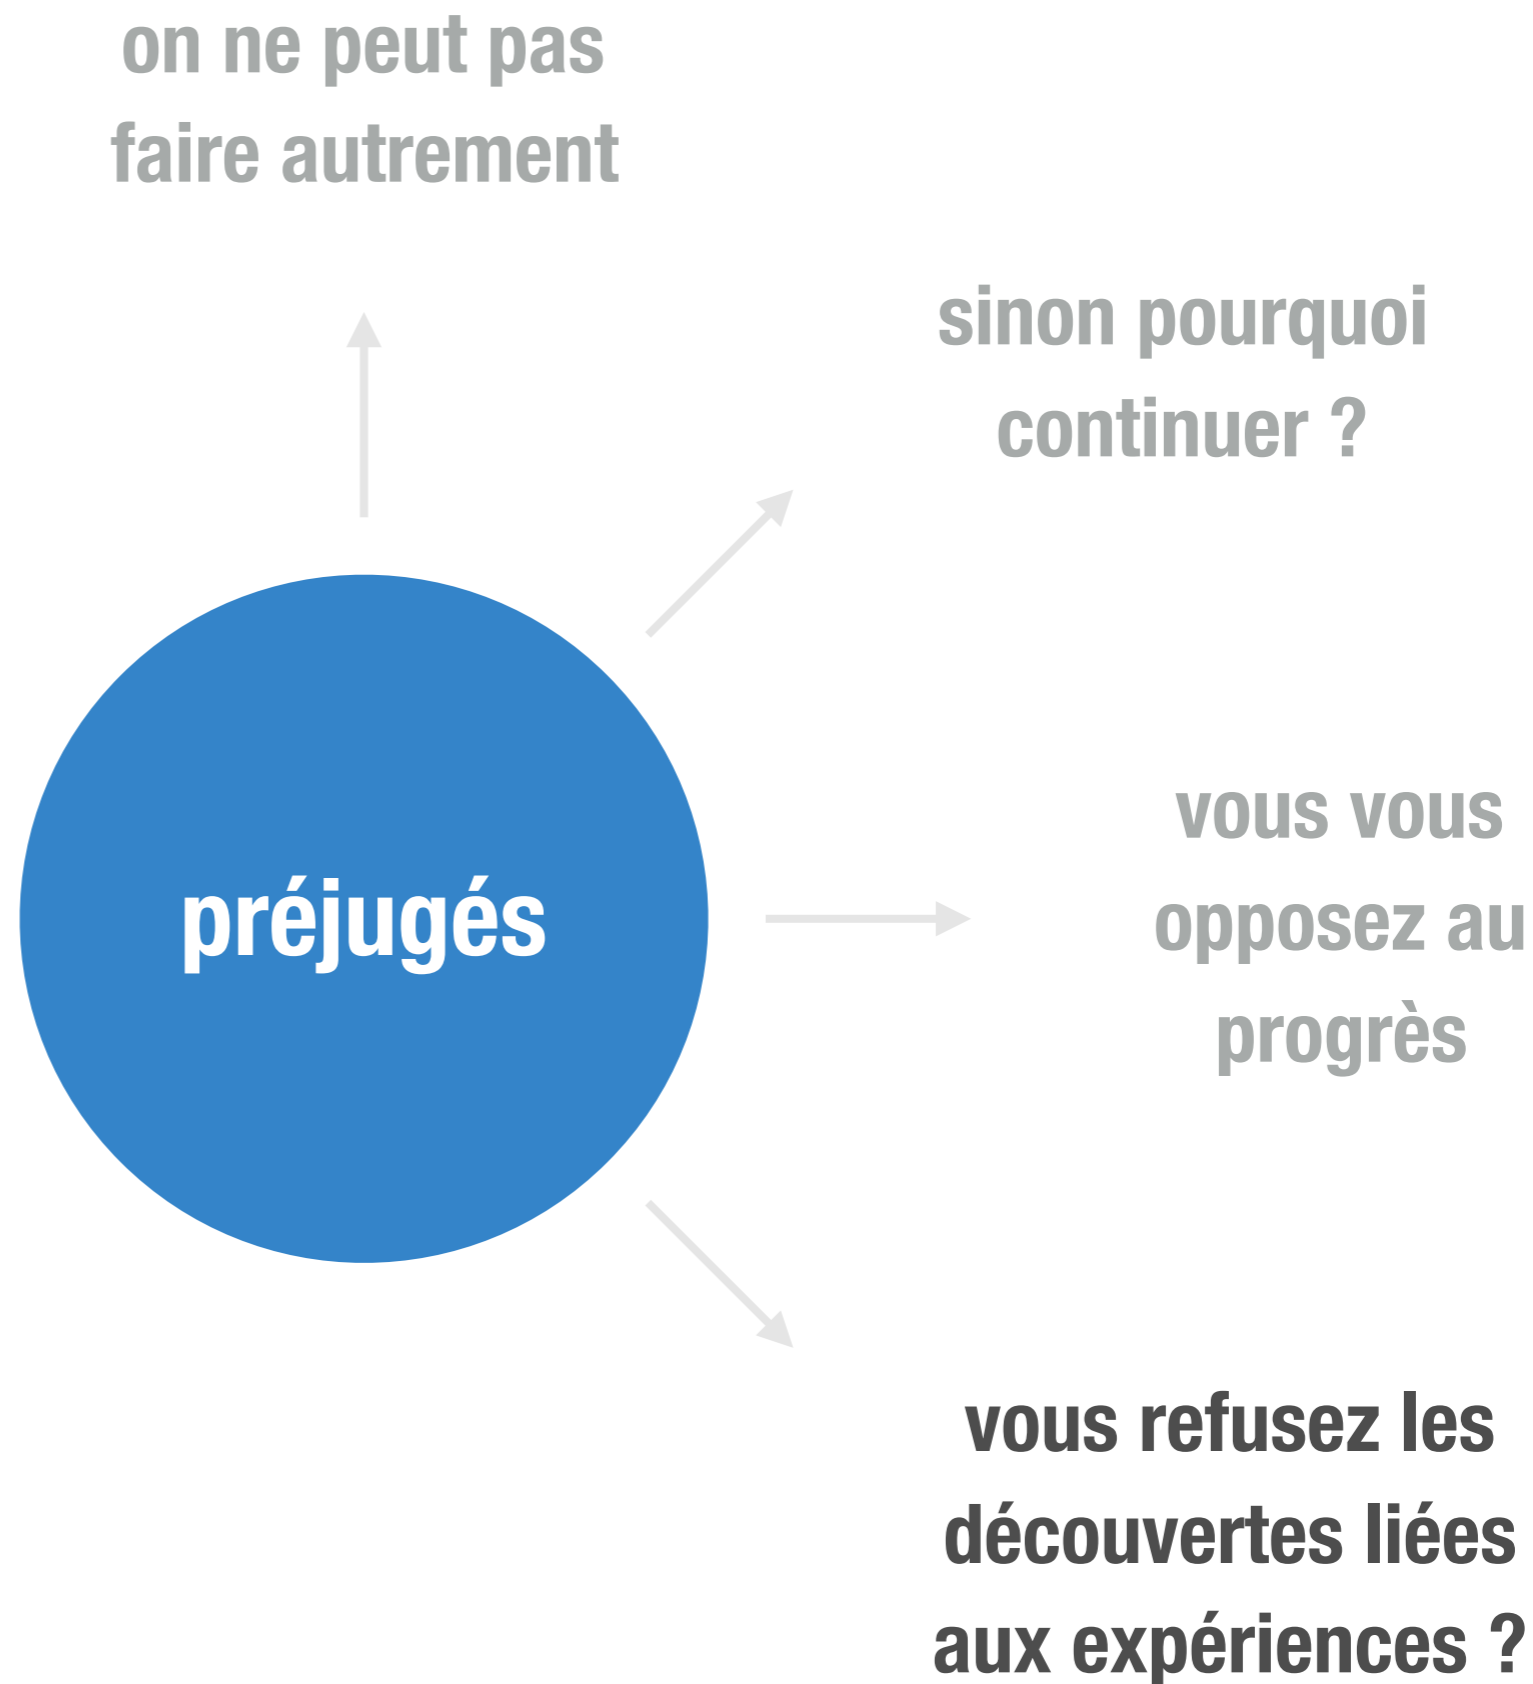 on ne peut pas
faire autrement
sinon pourquoi
continuer ?
vous vous
opposez au
progrès
préjugés
vous refusez les
découvertes liées
aux expériences ?